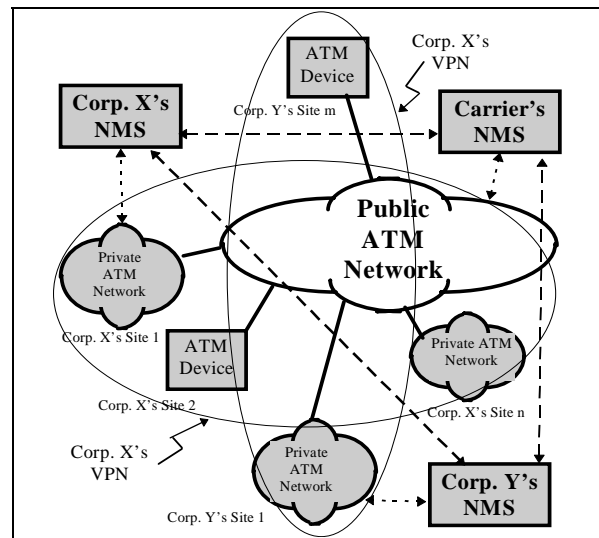 ATM
Device
Corp. X's
VPN
Corp. X's
NMS
Corp. Y's Site m
Carrier's
NMS
Public
ATM
Network
Private
ATM
Network
Corp. X's Site 1
ATM
Device
Private ATM
Network
Corp. X's Site 2
Corp. X's Site n
Corp. X's
VPN
Private
ATM
Network
Corp. Y's
NMS
Corp. Y's Site 1